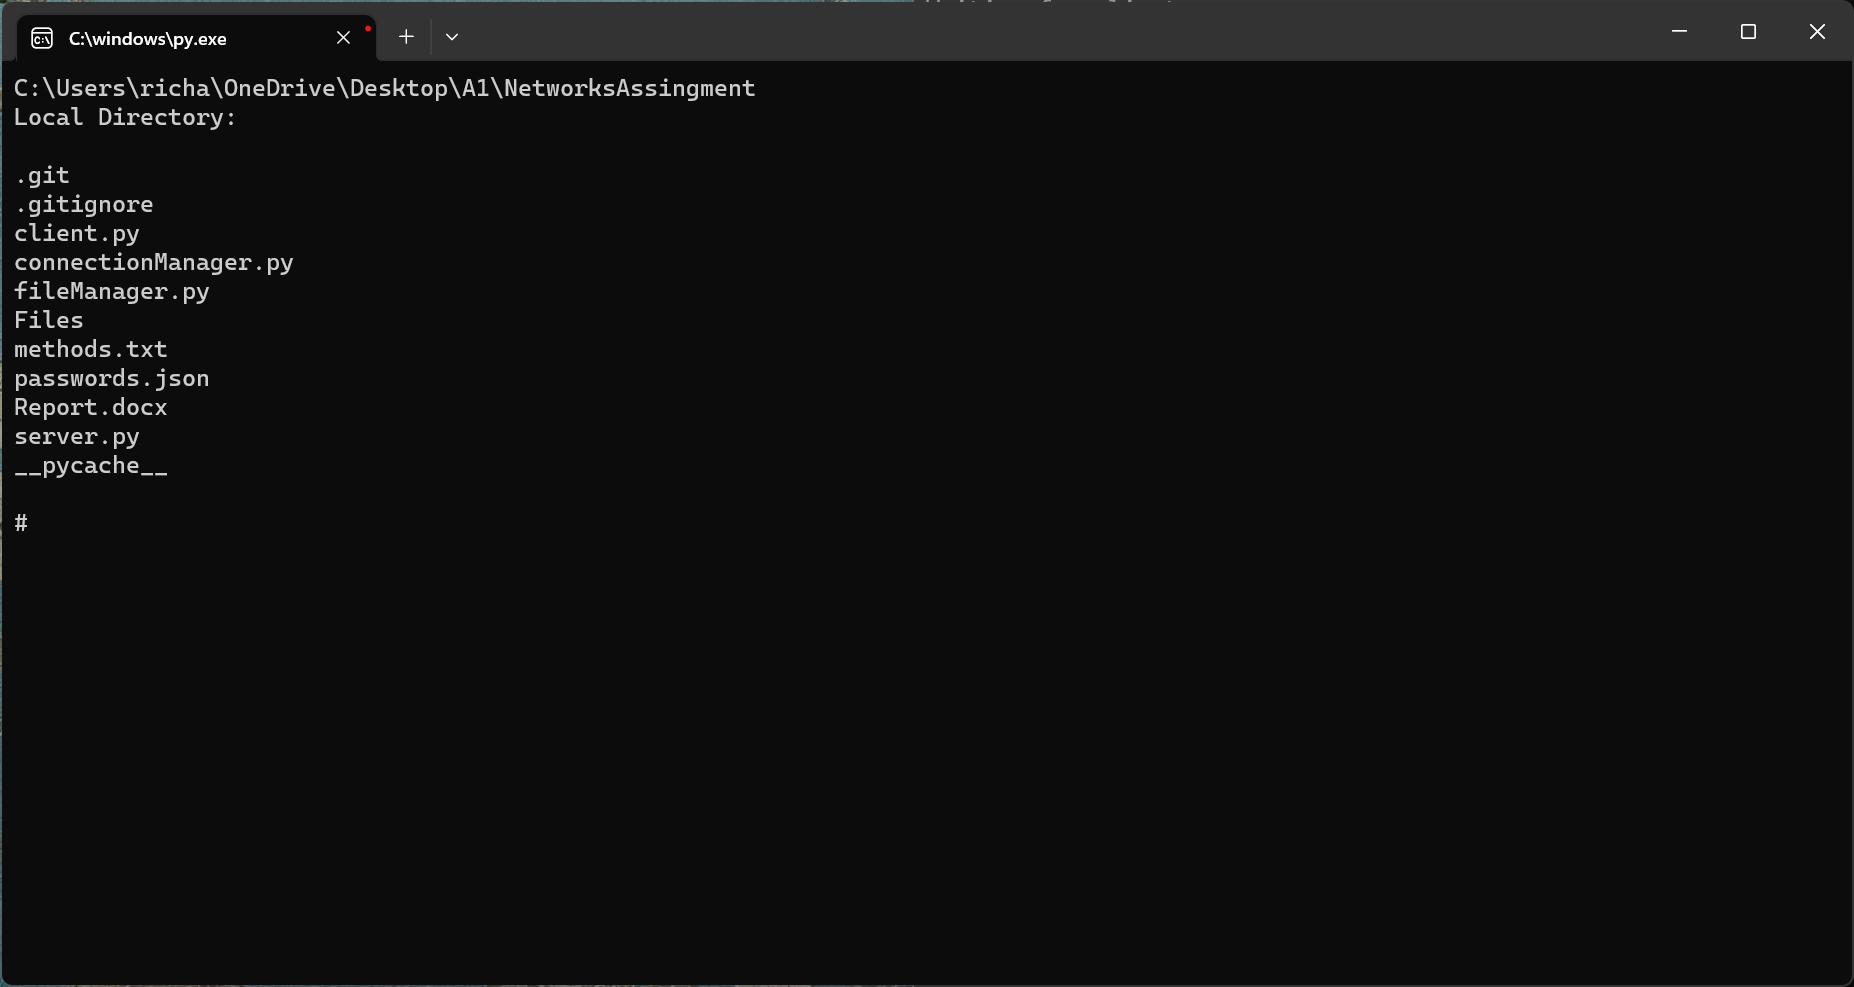 C:\windows\py.exe
C:\Users\richa\OneDrive\Desktop\A1\NetworksAssingment
Local Directory:
.git
.gitignore
client.py
connectionManager.py
fileManager.py
Files
methods.txt
passwords.json
Report.docx
server.py
__pycache__
#